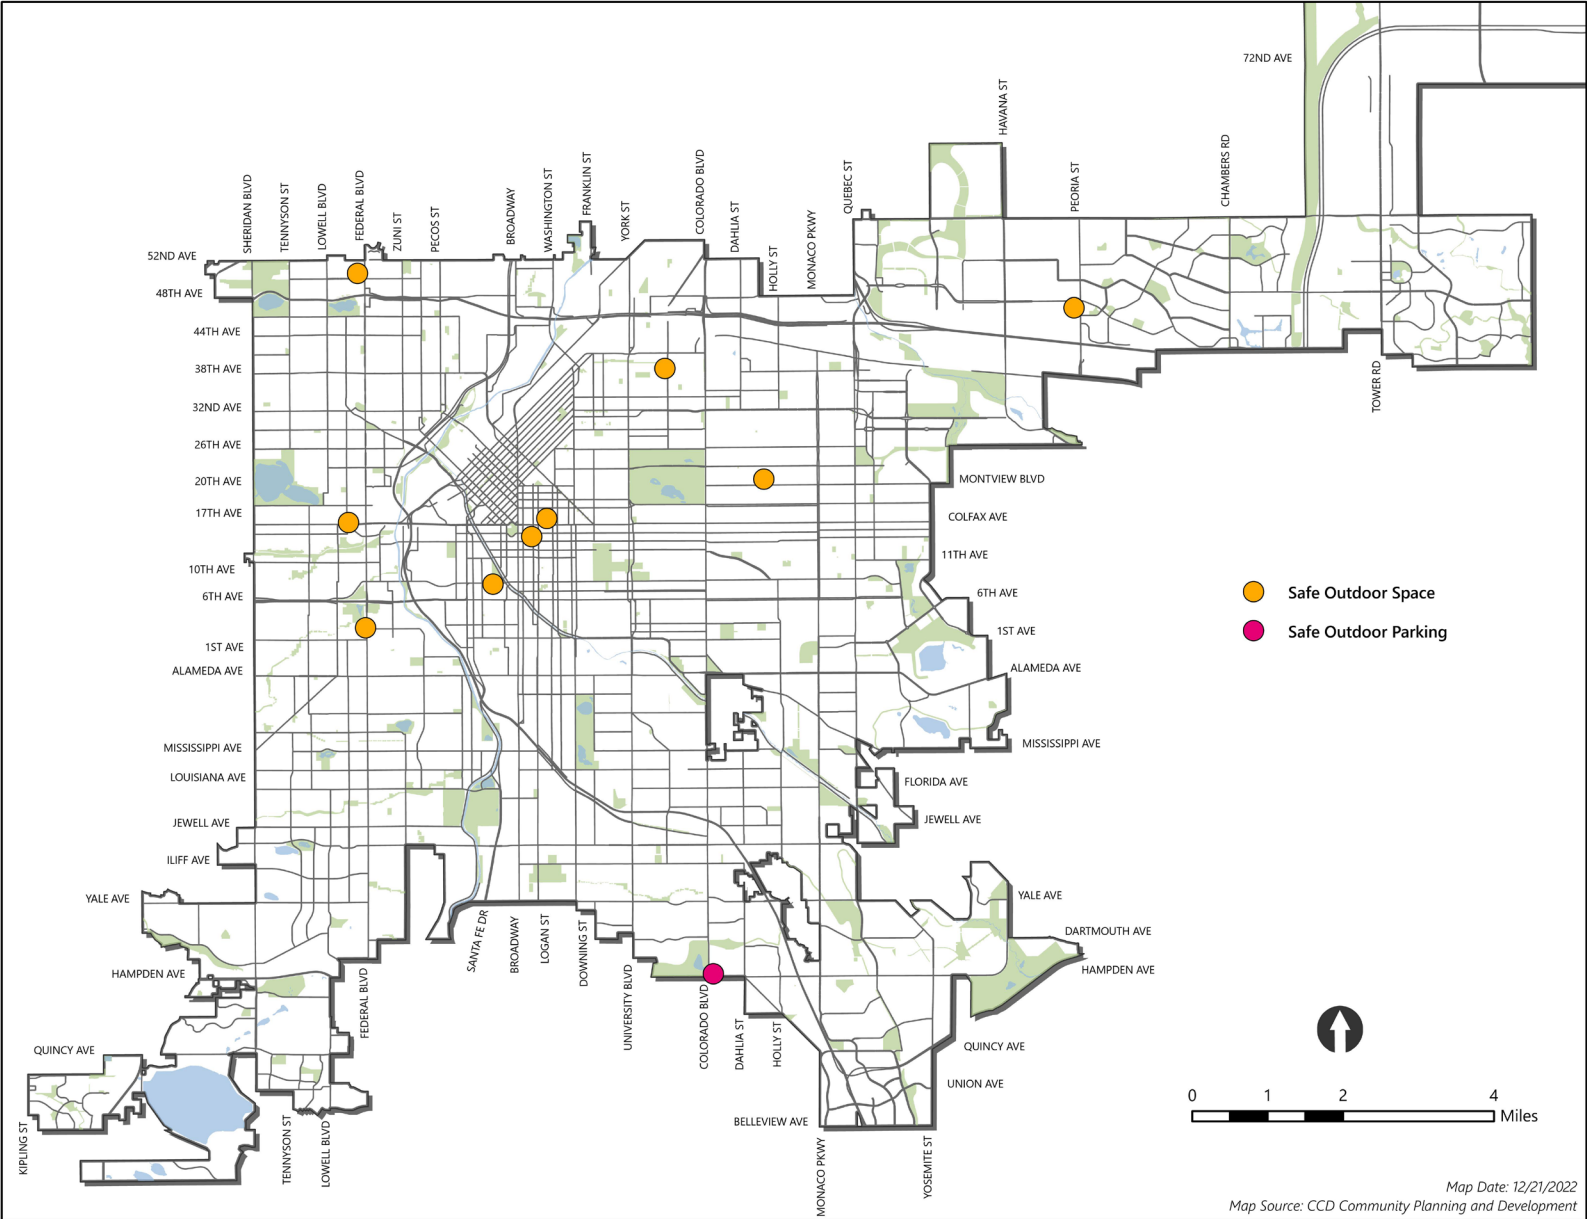 72ND AVE
HAVANA ST
PEORIA ST
CHAMBERS RD
SHERIDAN BLVD
TENNYSON ST
LOWELL BLVD
FEDERAL BLVD
ZUNI ST
PECOS ST
BROADWAY
WASHINGTON ST
FRANKLIN ST
YORK ST
COLORADO BLVD
DAHLIA ST
HOLLY ST
MONACO PKWY
QUEBEC ST
52ND AVE
48TH AVE
44TH AVE
38TH AVE
32ND AVE
26TH AVE
20TH AVE
17TH AVE
10TH AVE
6TH AVE
1ST AVE
ALAMEDA AVE
MISSISSIPPI AVE
LOUISIANA AVE
JEWELL AVE
ILIFF AVE
YALE AVE
HAMPDEN AVE
QUINCY AVE
TOWER RD
MONTVIEW BLVD
COLFAX AVE
11TH AVE
6TH AVE
1ST AVE
ALAMEDA AVE
MISSISSIPPI AVE
FLORIDA AVE
JEWELL AVE
YALE AVE
DARTMOUTH AVE
HAMPDEN AVE
QUINCY AVE
UNION AVE
BELLEVIEW AVE
KIPLING ST
TENNYSON ST
LOWELL BLVD
FEDERAL BLVD
SANTA FE DR
BROADWAY
LOGAN ST
DOWNING ST
UNIVERSITY BLVD
COLORADO BLVD
DAHLIA ST
HOLLY ST
MONACO PKWY
YOSEMITE ST
Safe Outdoor Space
Safe Outdoor Parking
0 1 2 4
Miles
Map Date: 12/21/2022
Map Source: CCD Community Planning and Development